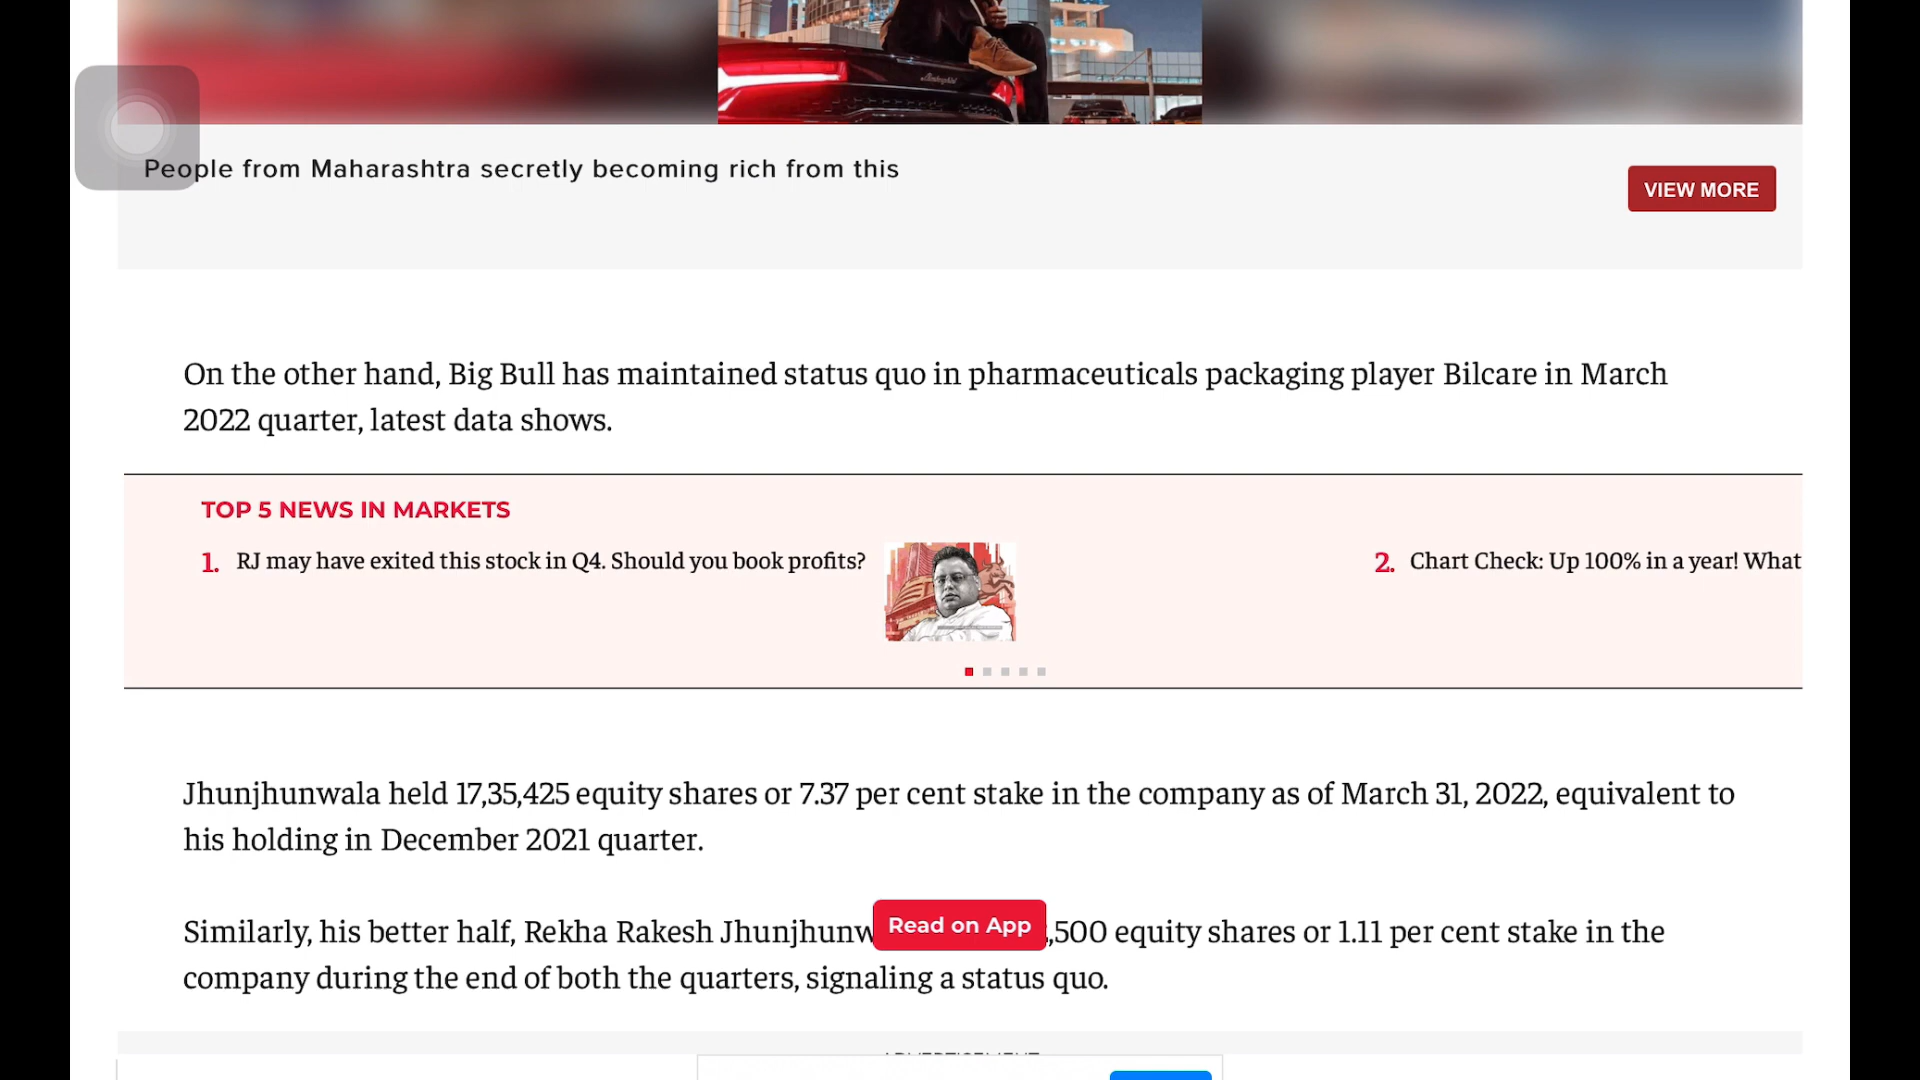 People from Maharashtra secretly becoming rich from this
VIEW MORE
On the other hand, Big Bull has maintained status quo in pharmaceuticals packaging player Bilcare in March
2022 quarter, latest data shows.
TOP 5 NEWS IN MARKETS
1. RJ may have exited this stock in Q4. Should you book profits?
2. Chart Check: Up 100% in a year! What
Jhunjhunwala held 17,35,425 equity shares or 7.37 per cent stake in the company as of March 31, 2022, equivalent to
his holding in December 2021 quarter.
Similarly, his better half, Rekha Rakesh Jhunjhunw
Read on App
,500 equity shares or 1.11 per cent stake in the
company during the end of both the quarters, signaling a status quo.